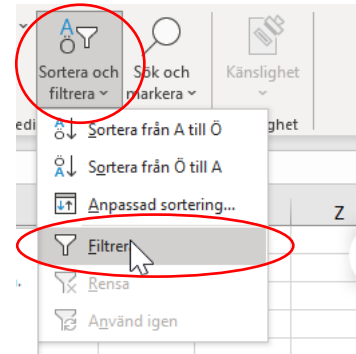 Sortera och
filtrera
Sök och
markera
Känslighet
Sortera från A till Ö
Sortera från Ö till A
Anpassad sortering...
Filtrera
Rensa
Använd igen
Z